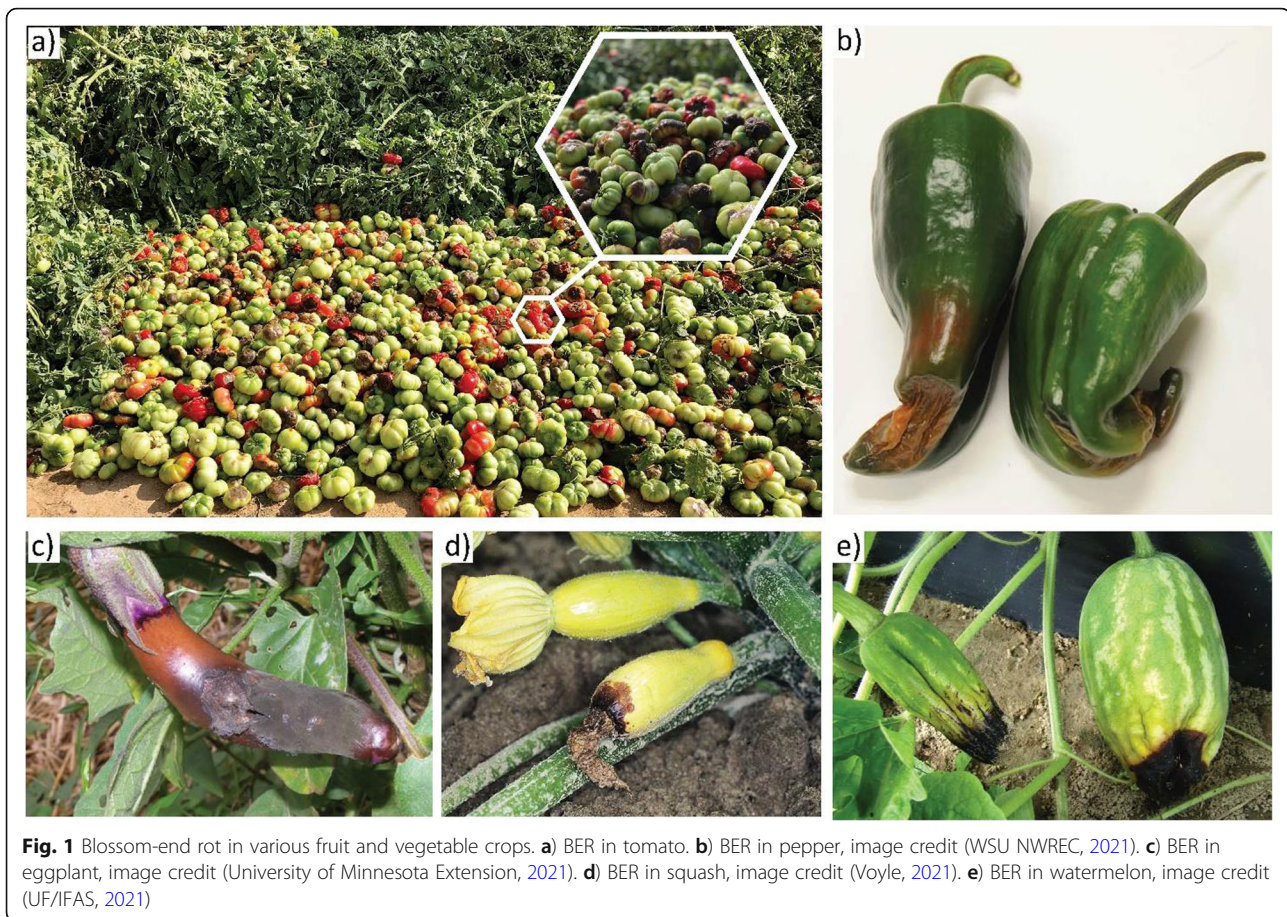 a)
b)
c)
d)
e)
Fig. 1 Blossom-end rot in various fruit and vegetable crops. a) BER in tomato. b) BER in pepper, image credit (WSU NWREC, 2021). c) BER in
eggplant, image credit (University of Minnesota Extension, 2021). d) BER in squash, image credit (Voyle, 2021). e) BER in watermelon, image credit
(UF/IFAS, 2021)